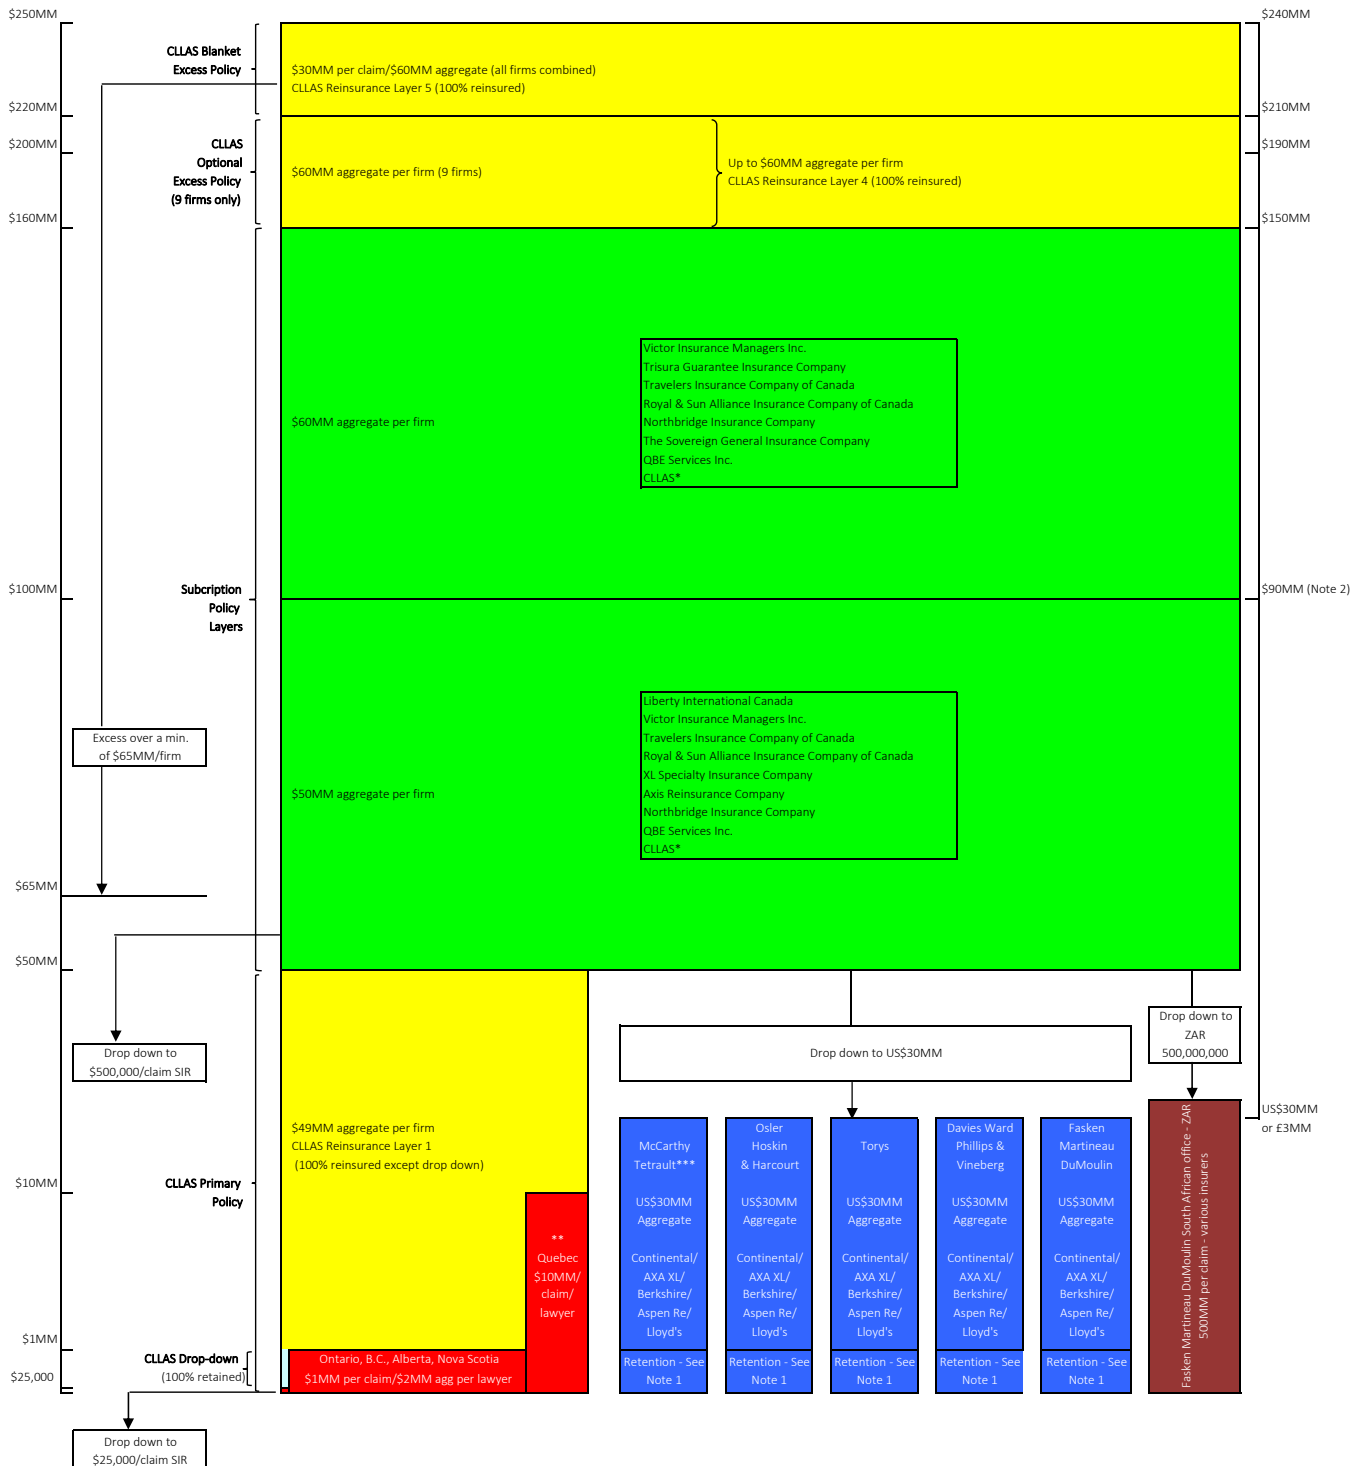 $250MM
$240MM
CLLAS Blanket
Excess Policy
$30MM per claim/$60MM aggregate (all firms combined)
CLLAS Reinsurance Layer 5 (100% reinsured)
$220MM
$210MM
$200MM
$190MM
CLLAS
Optional
Excess Policy
(9 firms only)
$60MM aggregate per firm (9 firms)
Up to $60MM aggregate per firm
CLLAS Reinsurance Layer 4 (100% reinsured)
$160MM
$150MM
$60MM aggregate per firm
Victor Insurance Managers Inc.
Trisura Guarantee Insurance Company
Travelers Insurance Company of Canada
Royal & Sun Alliance Insurance Company of Canada
Northbridge Insurance Company
The Sovereign General Insurance Company
QBE Services Inc.
CLLAS*
$100MM
$90MM (Note 2)
Subcription
Policy
Layers
Excess over a min.
of $65MM/firm
$50MM aggregate per firm
Liberty International Canada
Victor Insurance Managers Inc.
Travelers Insurance Company of Canada
Royal & Sun Alliance Insurance Company of Canada
XL Specialty Insurance Company
Axis Reinsurance Company
Northbridge Insurance Company
QBE Services Inc.
CLLAS*
$65MM
$50MM
Drop down to
$500,000/claim SIR
Drop down to US$30MM
Drop down to
ZAR
500,000,000
US$30MM
or £3MM
$49MM aggregate per firm
CLLAS Reinsurance Layer 1
(100% reinsured except drop down)
$10MM
CLLAS Primary
Policy
**
Quebec
$10MM/
claim/
lawyer
McCarthy
Tetrault***
US$30MM
Aggregate
Continental/
AXA XL/
Berkshire/
Aspen Re/
Lloyd's
Retention - See
Note 1
Osler
Hoskin
& Harcourt
US$30MM
Aggregate
Continental/
AXA XL/
Berkshire/
Aspen Re/
Lloyd's
Retention - See
Note 1
Torys
US$30MM
Aggregate
Continental/
AXA XL/
Berkshire/
Aspen Re/
Lloyd's
Retention - See
Note 1
Davies Ward
Phillips &
Vineberg
US$30MM
Aggregate
Continental/
AXA XL/
Berkshire/
Aspen Re/
Lloyd's
Retention - See
Note 1
Fasken
Martineau
DuMoulin
US$30MM
Aggregate
Continental/
AXA XL/
Berkshire/
Aspen Re/
Lloyd's
Retention - See
Note 1
Fasken Martineau DuMoulin South African office - ZAR
500MM per claim - various insurers
$1MM
CLLAS Drop-down
(100% retained)
Ontario, B.C., Alberta, Nova Scotia
$1MM per claim/$2MM agg per lawyer
$25,000
Drop down to
$25,000/claim SIR